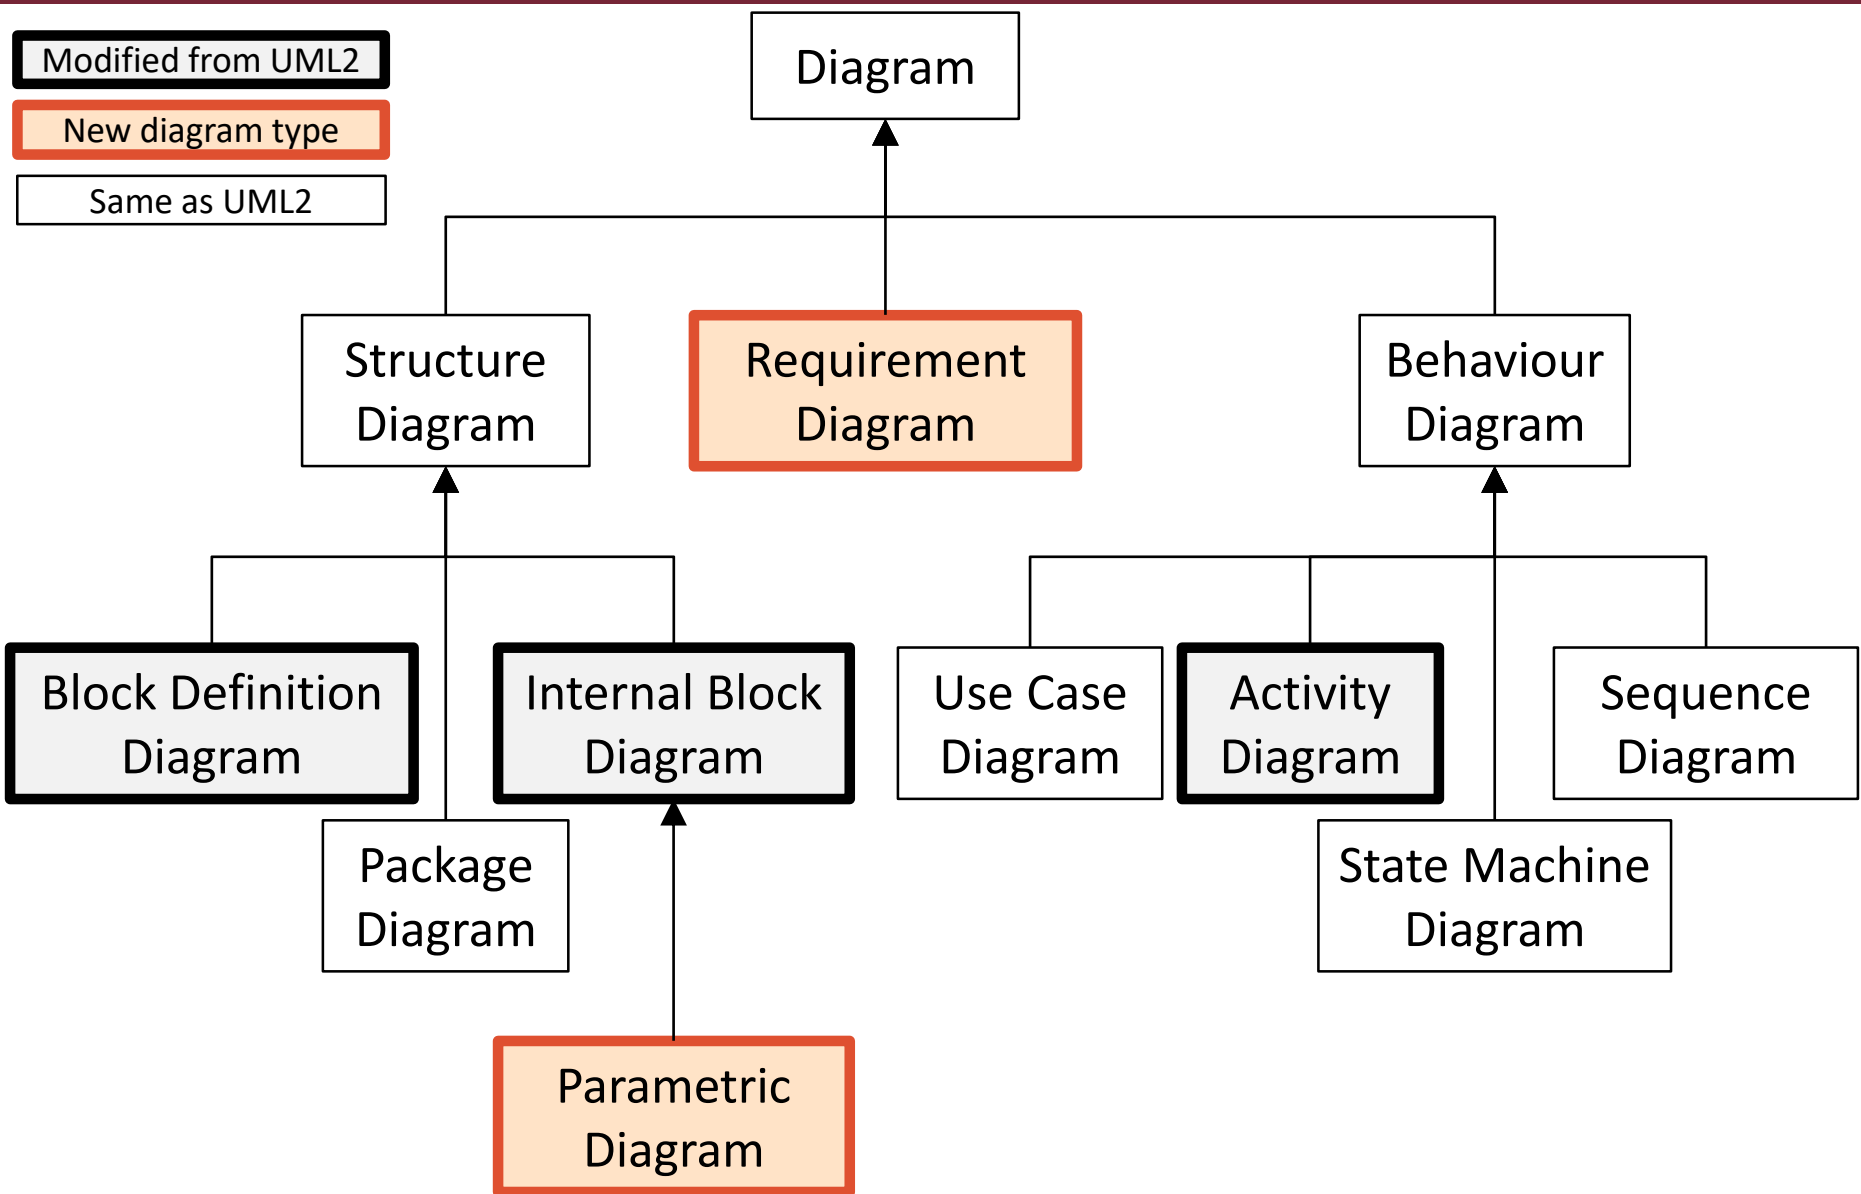 Modified from UML2
New diagram type
Same as UML2
Diagram
Structure
Diagram
Requirement
Diagram
Behaviour
Diagram
Block Definition
Diagram
Internal Block
Diagram
Use Case
Diagram
Activity
Diagram
Sequence
Diagram
Package
Diagram
State Machine
Diagram
Parametric
Diagram